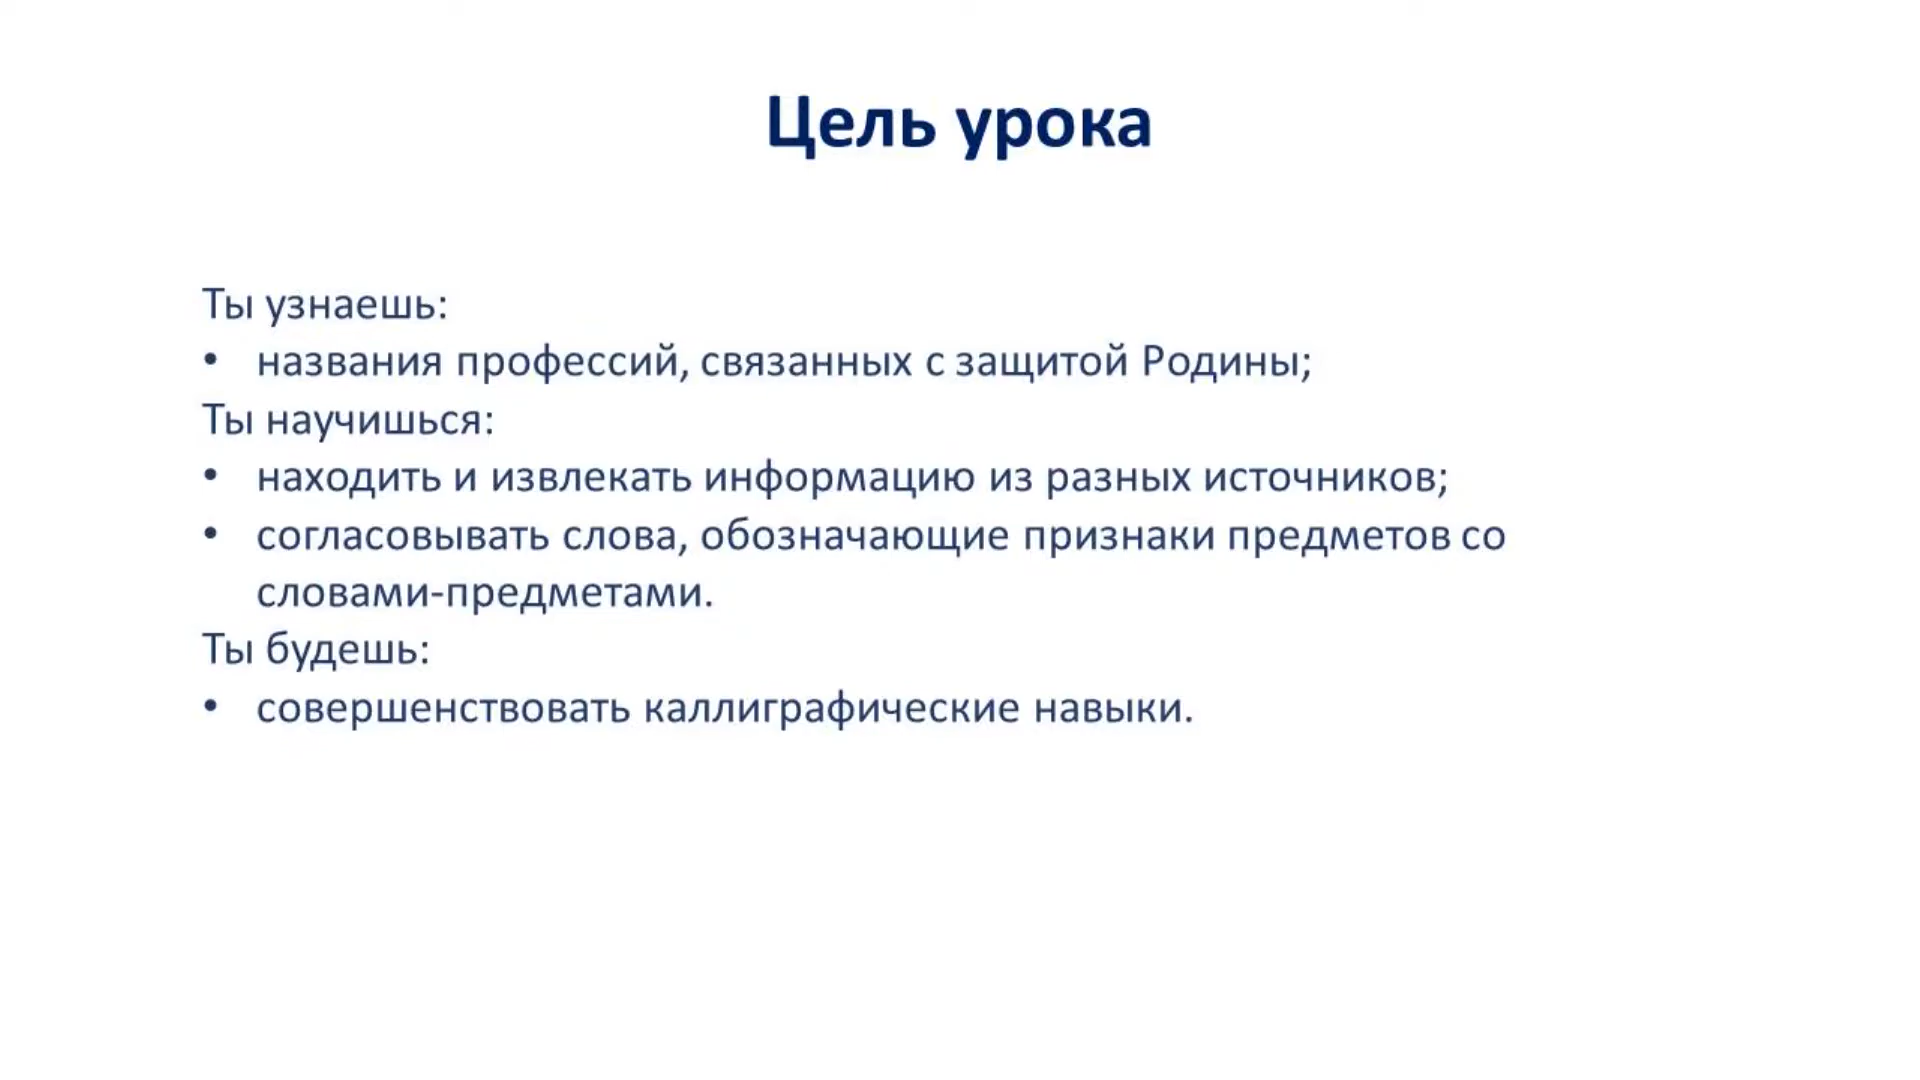 Цель урока
Ты узнаешь:
• названия профессий, связанных с защитой Родины;
Ты научишься:
• находить и извлекать информацию из разных источников;
• согласовывать слова, обозначающие признаки предметов со
словами-предметами.
Ты будешь:
• совершенствовать каллиграфические навыки.